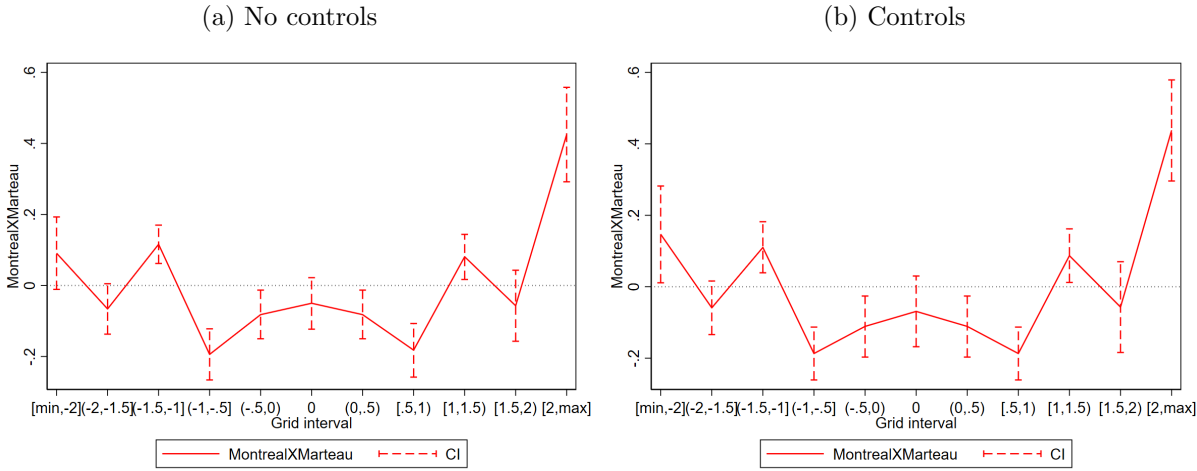 (a) No controls
MontrealXMarteau
.6
.4
.2
0
-.2
[min,-2] (-2,-1.5] (-1.5,-1] (-1,-.5] (-.5,0) 0 (0,.5) [.5,1) [1,1.5) [1.5,2) [2,max]
Grid interval
MontrealXMarteau CI
(b) Controls
MontrealXMarteau
.6
.4
.2
0
-.2
[min,-2] (-2,-1.5] (-1.5,-1] (-1,-.5] (-.5,0) 0 (0,.5) [.5,1) [1,1.5) [1.5,2) [2,max]
Grid interval
MontrealXMarteau CI